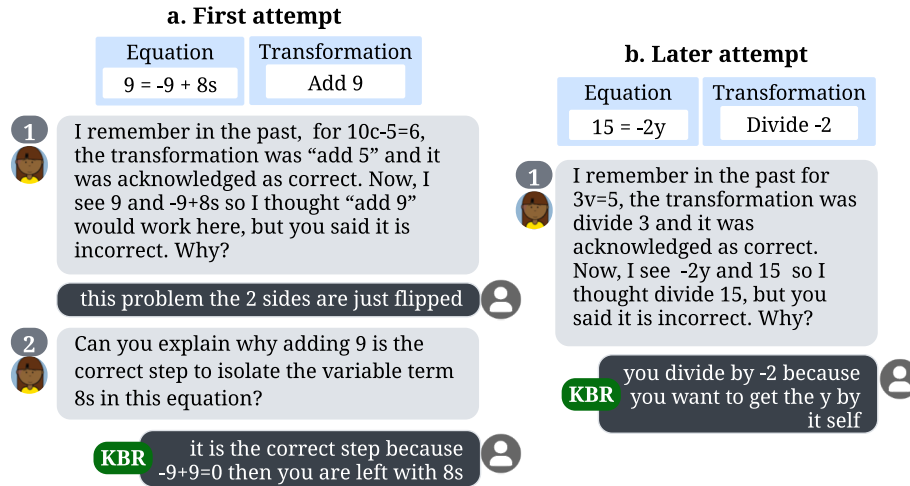 a. First attempt
Equation
Transformation
9 = -9 + 8s
Add 9
1
I remember in the past, for 10c-5=6,
the transformation was “add 5” and it
was acknowledged as correct. Now, I
see 9 and -9+8s so I thought “add 9”
would work here, but you said it is
incorrect. Why?
this problem the 2 sides are just flipped
2
Can you explain why adding 9 is the
correct step to isolate the variable term
8s in this equation?
KBR
it is the correct step because
-9+9=0 then you are left with 8s
b. Later attempt
Equation
Transformation
15 = -2y
Divide -2
1
I remember in the past for
3v=5, the transformation was
divide 3 and it was
acknowledged as correct.
Now, I see -2y and 15 so I
thought divide 15, but you
said it is incorrect. Why?
KBR
you divide by -2 because
you want to get the y by
it self